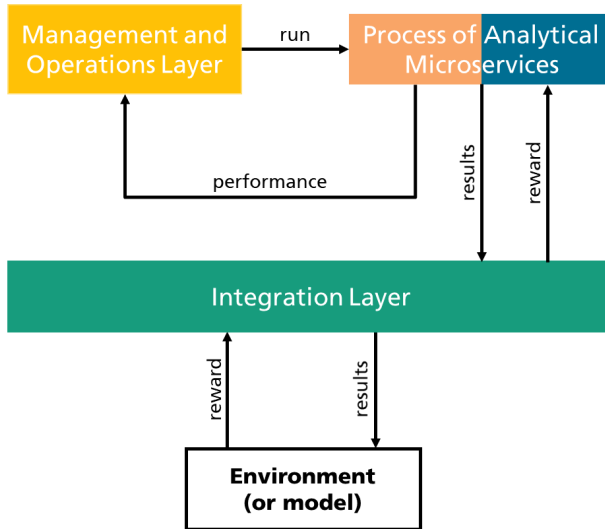 Management and
Operations Layer
run
Process of Analytical
Microservices
performance
results
reward
Integration Layer
reward
results
Environment
(or model)